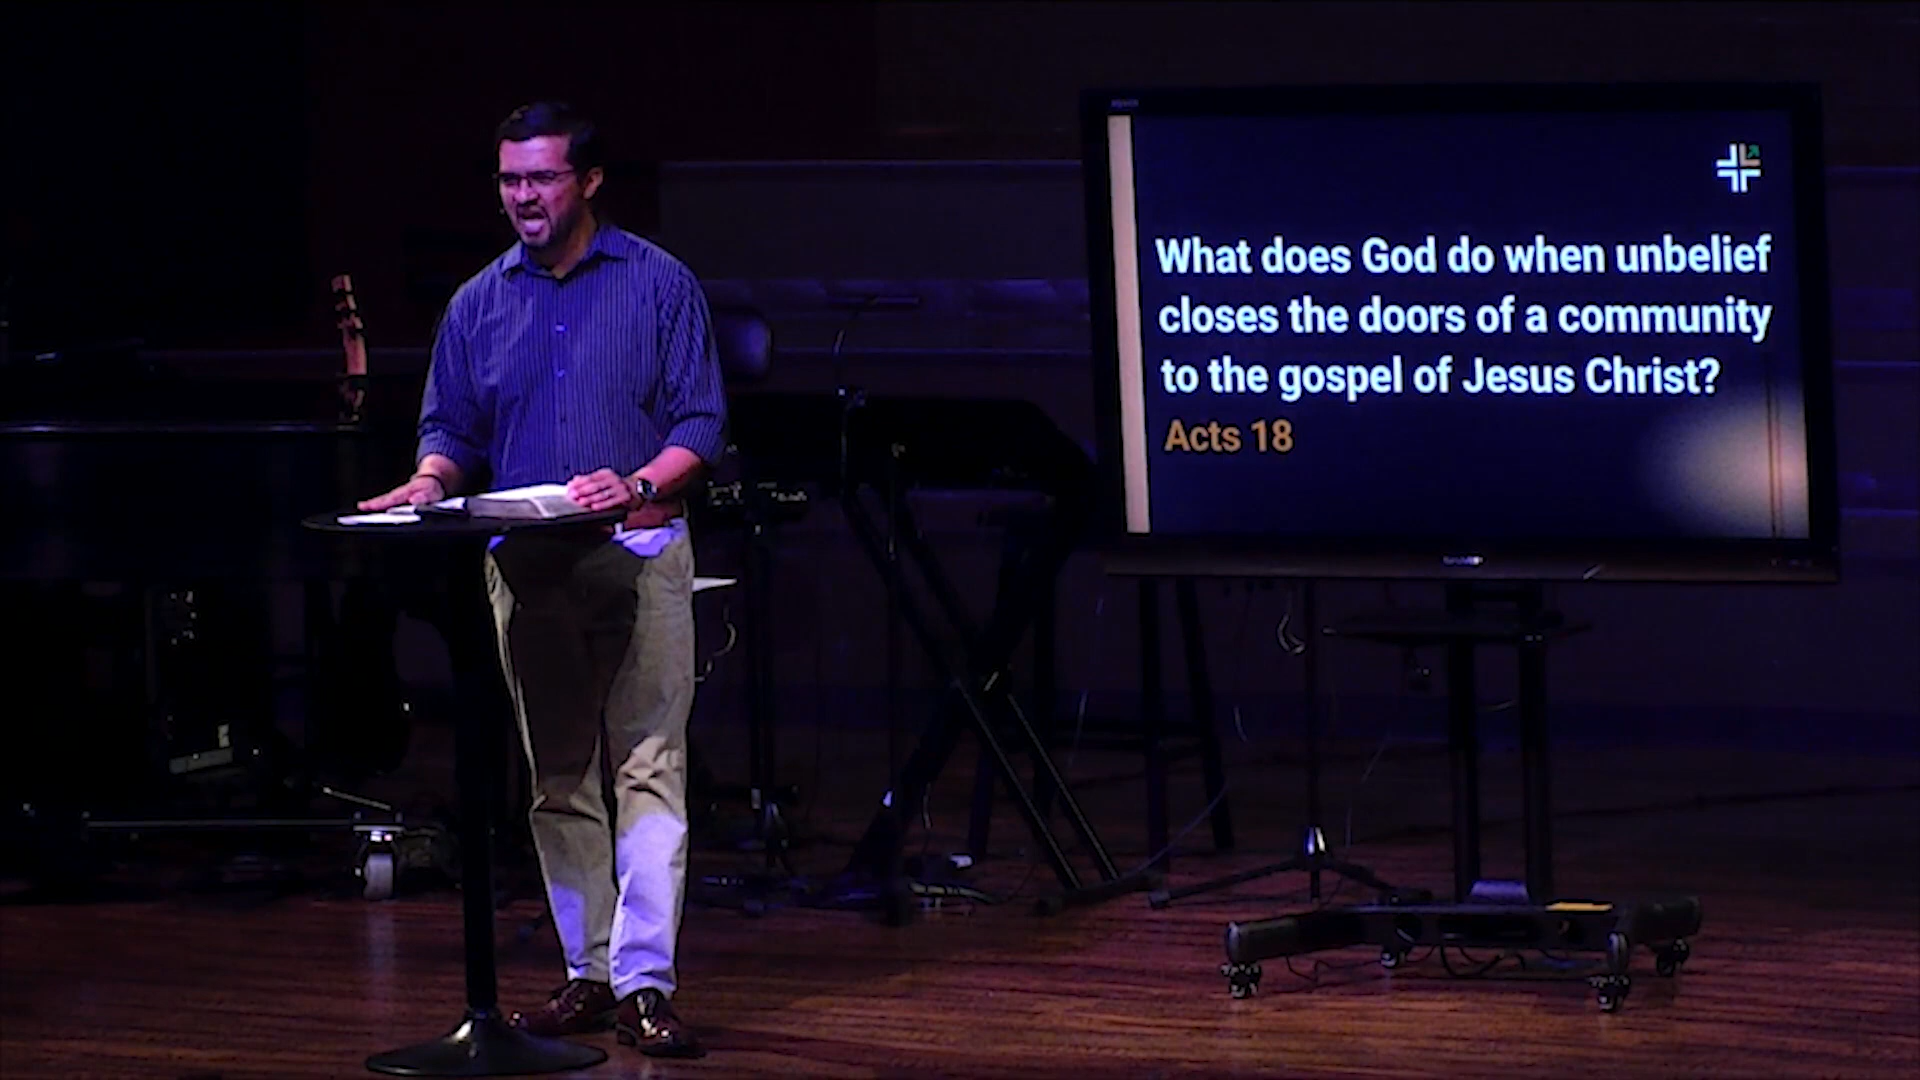 What does God do when unbelief
closes the doors of a community
to the gospel of Jesus Christ?
Acts 18